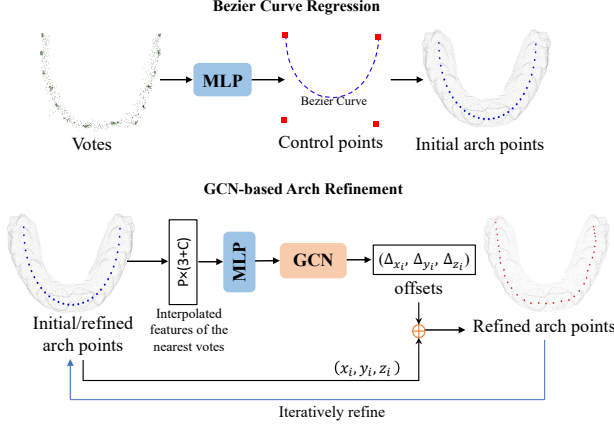 Bezier Curve Regression
MLP
Bezier Curve
Votes
Control points
Initial arch points
GCN-based Arch Refinement
P×(3+C)
MLP
GCN
(Δxᵢ, Δyᵢ, Δzᵢ)
offsets
Initial/refined
arch points
Interpolated
features of the
nearest votes
Refined arch points
(xᵢ, yᵢ, zᵢ)
Iteratively refine